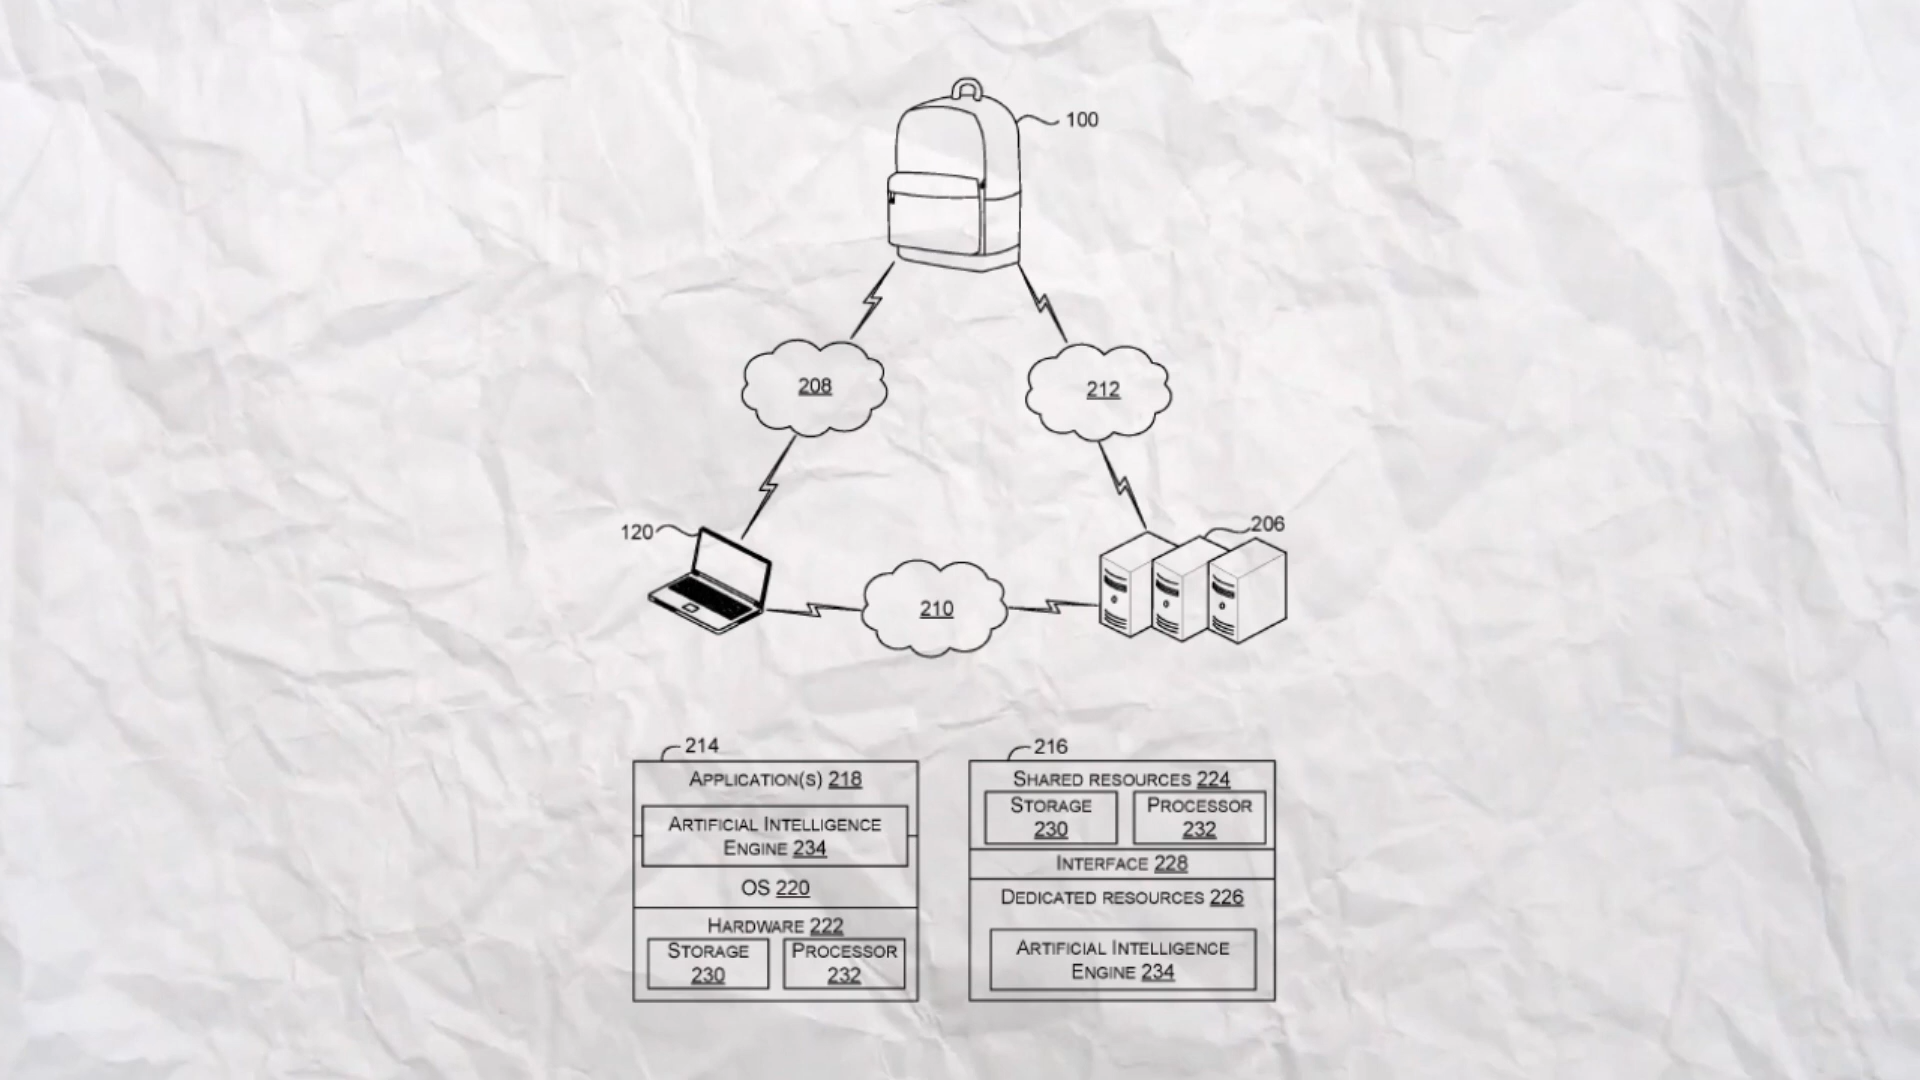 100
208
212
120
206
210
214
APPLICATION(S) 218
ARTIFICIAL INTELLIGENCE
ENGINE 234
OS 220
HARDWARE 222
STORAGE
230
PROCESSOR
232
216
SHARED RESOURCES 224
STORAGE
230
PROCESSOR
232
INTERFACE 228
DEDICATED RESOURCES 226
ARTIFICIAL INTELLIGENCE
ENGINE 234